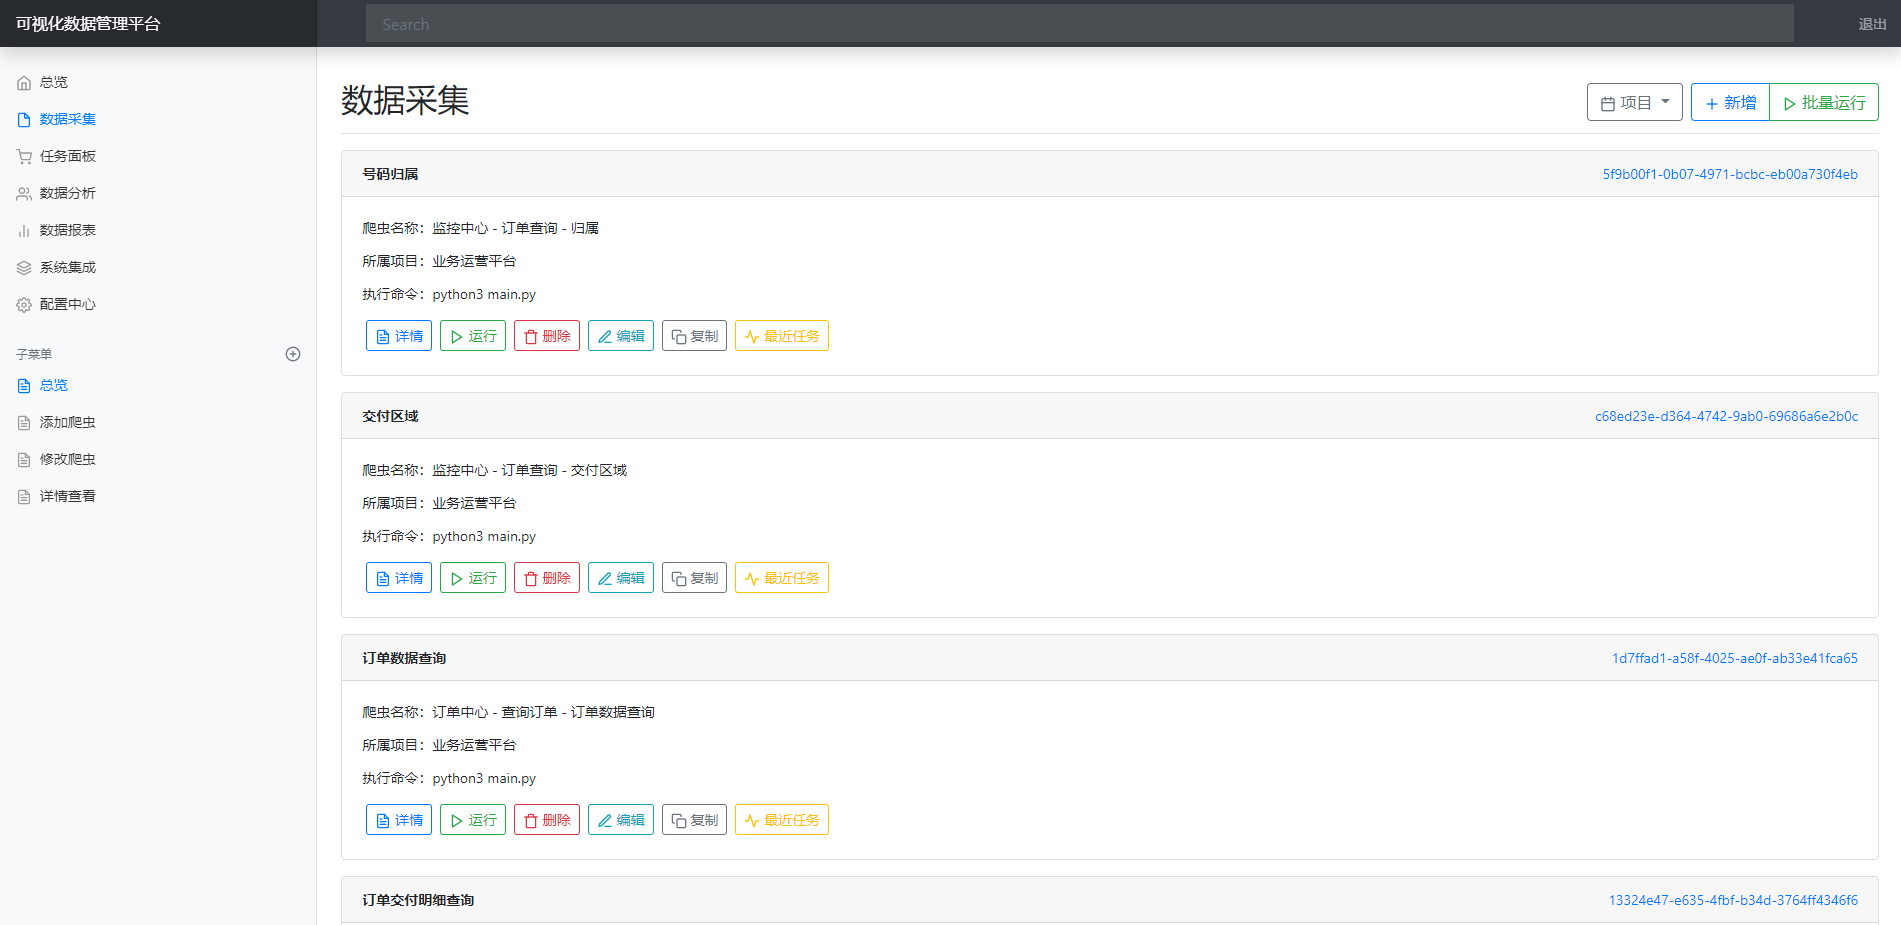 可视化数据管理平台
Search
退出
总览
数据采集
任务面板
数据分析
数据报表
系统集成
配置中心
子菜单
总览
添加爬虫
修改爬虫
详情查看
数据采集
项目
新增
批量运行
号码归属
5f9b00f1-0b07-4971-bcbc-eb00a730f4eb
爬虫名称：监控中心 - 订单查询 - 归属
所属项目：业务运营平台
执行命令：python3 main.py
详情 运行 删除 编辑 复制 最近任务
交付区域
c68ed23e-d364-4742-9ab0-69686a6e2b0c
爬虫名称：监控中心 - 订单查询 - 交付区域
所属项目：业务运营平台
执行命令：python3 main.py
详情 运行 删除 编辑 复制 最近任务
订单数据查询
1d7ffad1-a58f-4025-ae0f-ab33e41fca65
爬虫名称：订单中心 - 查询订单 - 订单数据查询
所属项目：业务运营平台
执行命令：python3 main.py
详情 运行 删除 编辑 复制 最近任务
订单交付明细查询
13324e47-e635-4fbf-b34d-3764ff4346f6